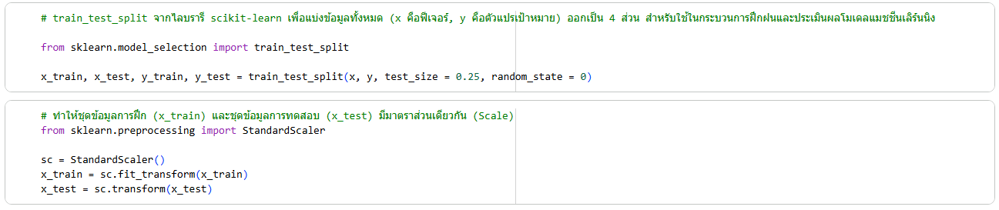 # train_test_split จากไลบรารี scikit-learn เพื่อแบ่งข้อมูลทั้งหมด (x คือฟีเจอร์, y คือตัวแปรเป้าหมาย) ออกเป็น 4 ส่วน สำหรับใช้ในกระบวนการฝึกฝนและประเมินผลโมเดลแมชชีนเลิร์นนิง
from sklearn.model_selection import train_test_split
x_train, x_test, y_train, y_test = train_test_split(x, y, test_size = 0.25, random_state = 0)
# ทำให้ชุดข้อมูลการฝึก (x_train) และชุดข้อมูลการทดสอบ (x_test) มีมาตราส่วนเดียวกัน (Scale)
from sklearn.preprocessing import StandardScaler
sc = StandardScaler()
x_train = sc.fit_transform(x_train)
x_test = sc.transform(x_test)